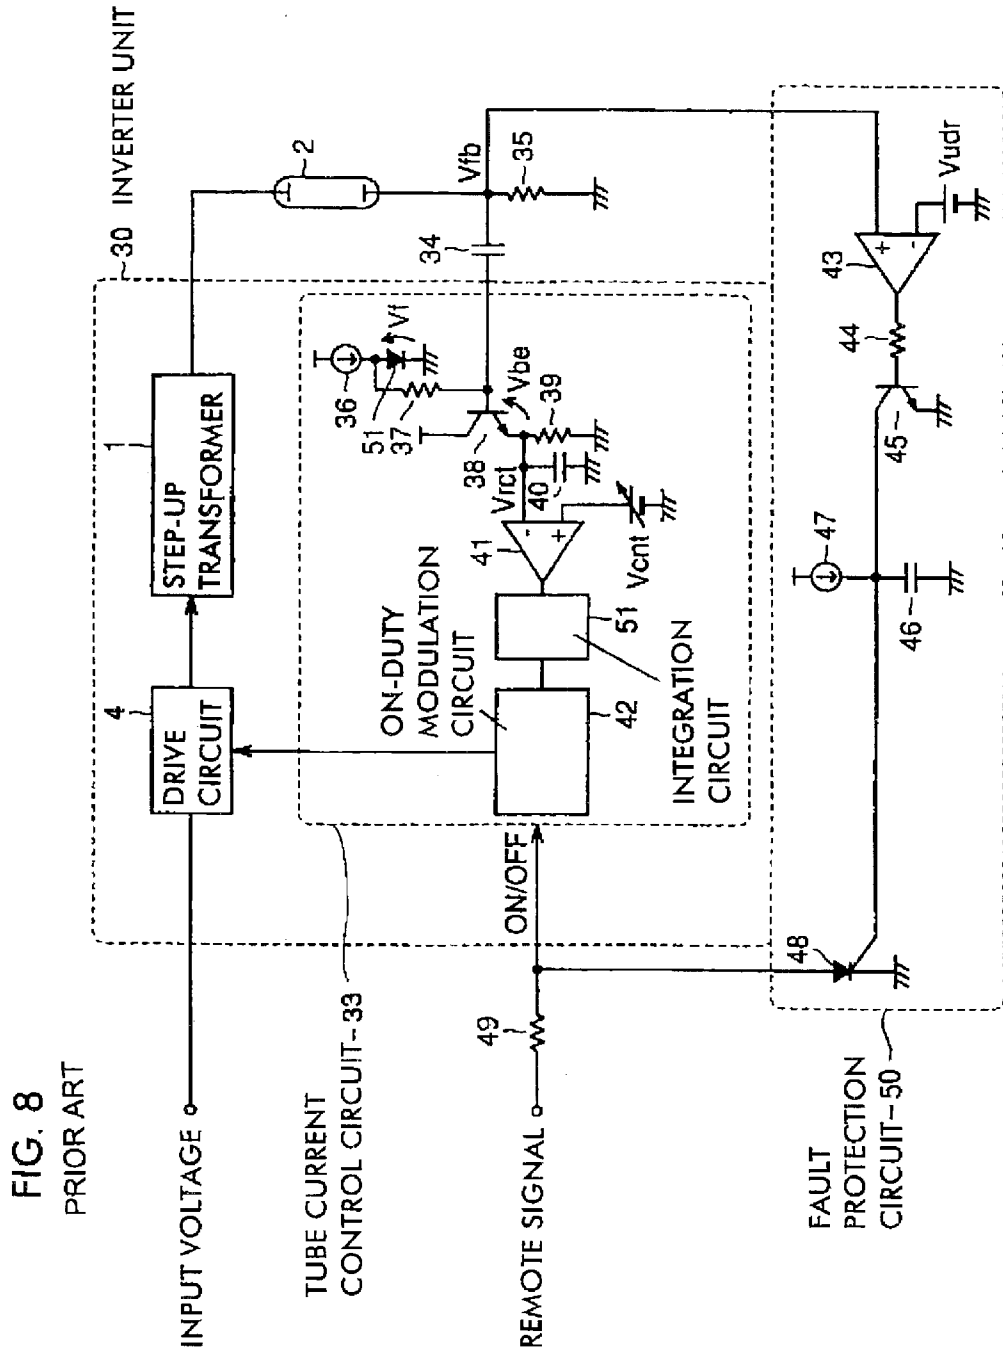 FIG. 8
PRIOR ART
30 INVERTER UNIT
INPUT VOLTAGE
4
DRIVE
CIRCUIT
1
STEP-UP
TRANSFORMER
2
Vfb
35
34
TUBE CURRENT
CONTROL CIRCUIT-33
ON-DUTY
MODULATION
CIRCUIT
42
51
INTEGRATION
CIRCUIT
41
-
+
Vcnt
Vrct
40
38
39
Vbe
36
51
37
Vf
REMOTE SIGNAL
49
ON/OFF
48
FAULT
PROTECTION
CIRCUIT-50
47
46
45
44
43
+
-
Vudr